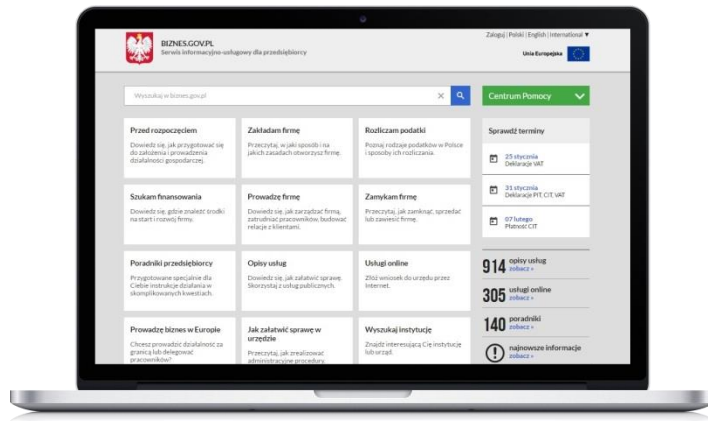 BIZNES.GOV.PL
Serwis informacyjno-usługowy dla przedsiębiorcy
Zaloguj | Polski | English | International ▼
Unia Europejska
Wyszukaj w biznes.gov.pl
Centrum Pomocy
Przed rozpoczęciem
Dowiedz się, jak przygotować się
do założenia i prowadzenia
działalności gospodarczej.
Zakładam firmę
Przeczytaj, w jaki sposób i na
jakich zasadach otworzysz firmę.
Rozliczam podatki
Poznaj rodzaje podatków w Polsce
i sposoby ich rozliczania.
Sprawdź terminy
25 stycznia
Deklaracje VAT
31 stycznia
Deklaracje PIT, CIT, VAT
07 lutego
Płatność CIT
Szukam finansowania
Dowiedz się, gdzie znaleźć środki
na start i rozwój firmy.
Prowadzę firmę
Dowiedz się, jak zarządzać firmą,
zatrudniać pracowników, budować
relacje z klientami.
Zamykam firmę
Przeczytaj, jak zamknąć, sprzedać
lub zawiesić firmę.
Poradniki przedsiębiorcy
Przygotowane specjalnie dla
Ciebie instrukcje działania w
skomplikowanych kwestiach.
Opisy usług
Dowiedz się, jak załatwić sprawę.
Skorzystaj z usług publicznych.
Usługi online
Złóż wniosek do urzędu przez
Internet.
914 opisy usług
zobacz »
305 usługi online
zobacz »
140 poradniki
zobacz »
najnowsze informacje
zobacz »
Prowadzę biznes w Europie
Chcesz prowadzić działalność za
granicą lub delegować
pracowników?
Jak załatwić sprawę w
urzędzie
Przeczytaj, jak zrealizować
administracyjne procedury.
Wyszukaj instytucję
Znajdź interesującą Cię instytucję
lub urząd.